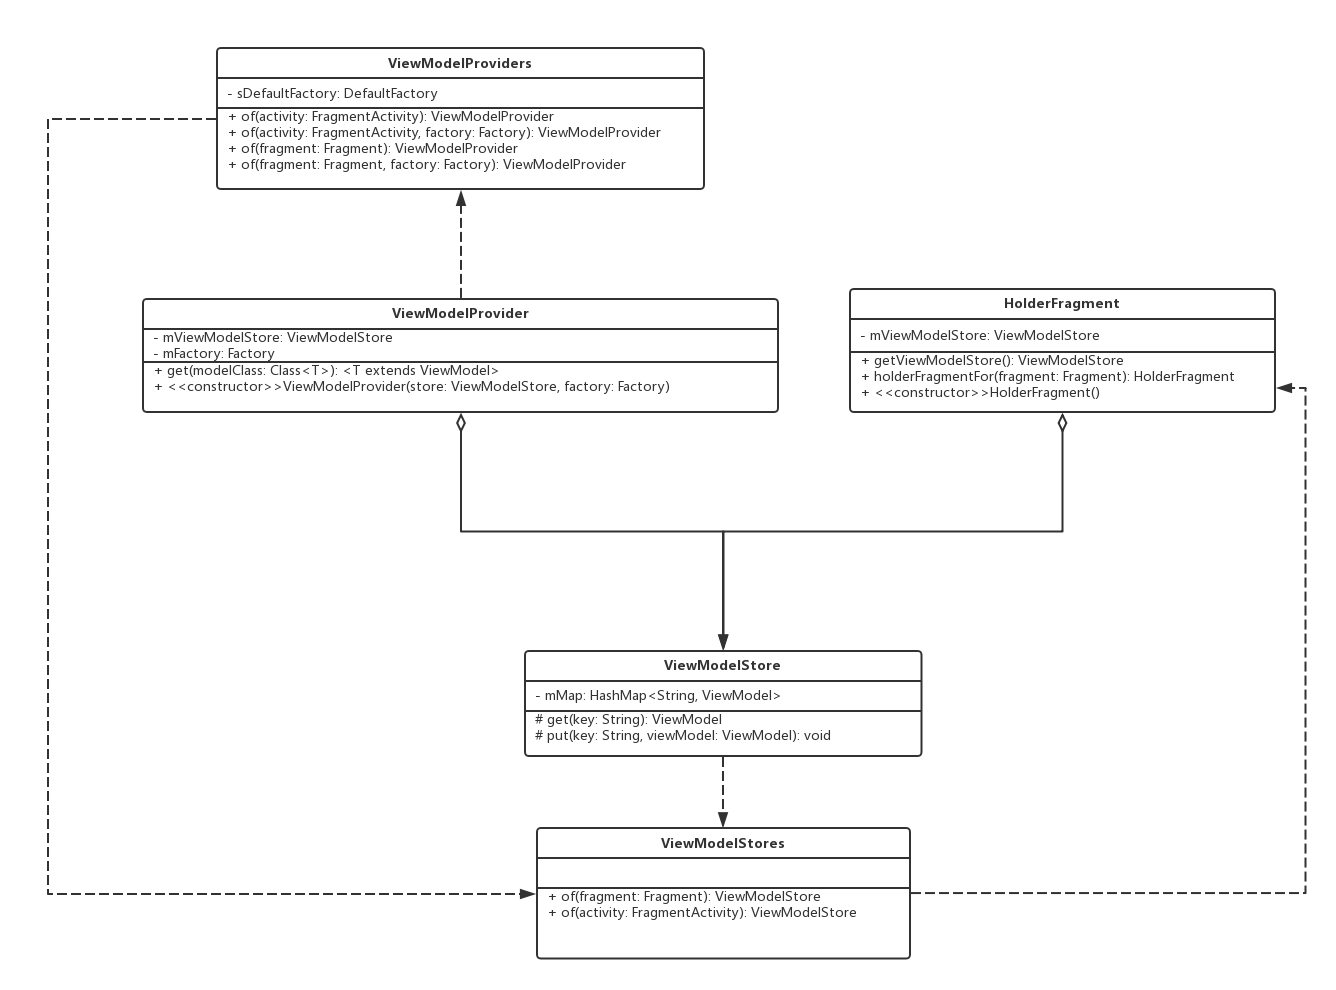 ViewModelProviders
- sDefaultFactory: DefaultFactory
+ of(activity: FragmentActivity): ViewModelProvider
+ of(activity: FragmentActivity, factory: Factory): ViewModelProvider
+ of(fragment: Fragment): ViewModelProvider
+ of(fragment: Fragment, factory: Factory): ViewModelProvider
ViewModelProvider
- mViewModelStore: ViewModelStore
- mFactory: Factory
+ get(modelClass: Class<T>): <T extends ViewModel>
+ <<constructor>>ViewModelProvider(store: ViewModelStore, factory: Factory)
HolderFragment
- mViewModelStore: ViewModelStore
+ getViewModelStore(): ViewModelStore
+ holderFragmentFor(fragment: Fragment): HolderFragment
+ <<constructor>>HolderFragment()
ViewModelStore
- mMap: HashMap<String, ViewModel>
# get(key: String): ViewModel
# put(key: String, viewModel: ViewModel): void
ViewModelStores
+ of(fragment: Fragment): ViewModelStore
+ of(activity: FragmentActivity): ViewModelStore